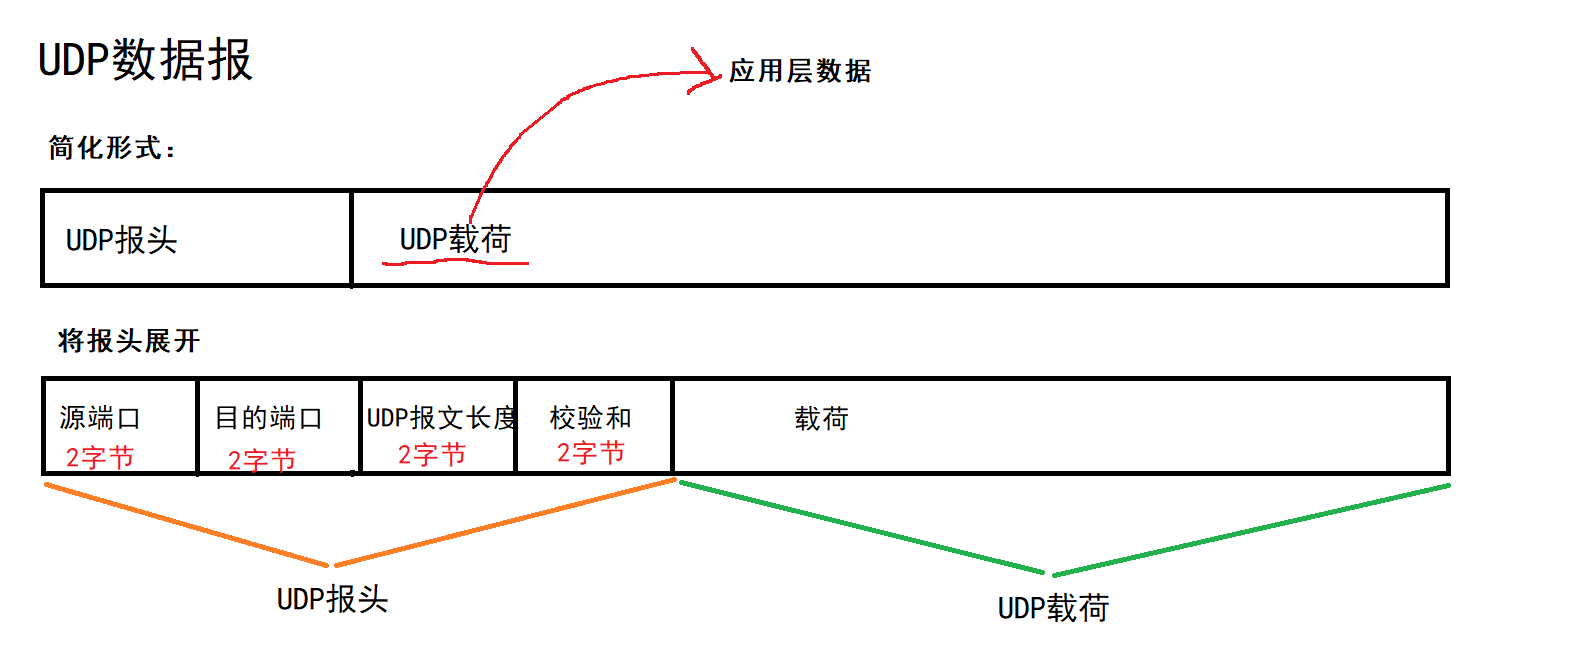 UDP数据报
应用层数据
简化形式：
UDP报头
UDP载荷
将报头展开
源端口
目的端口
UDP报文长度
校验和
载荷
2字节
2字节
2字节
2字节
UDP报头
UDP载荷